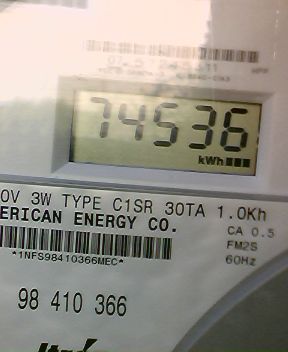 74536
kWh
0V 3W TYPE C1SR 30TA 1.0Kh
ERICAN ENERGY CO.
CA 0.5
FM2S
*1NFS98410366MEC*
60Hz
98 410 366